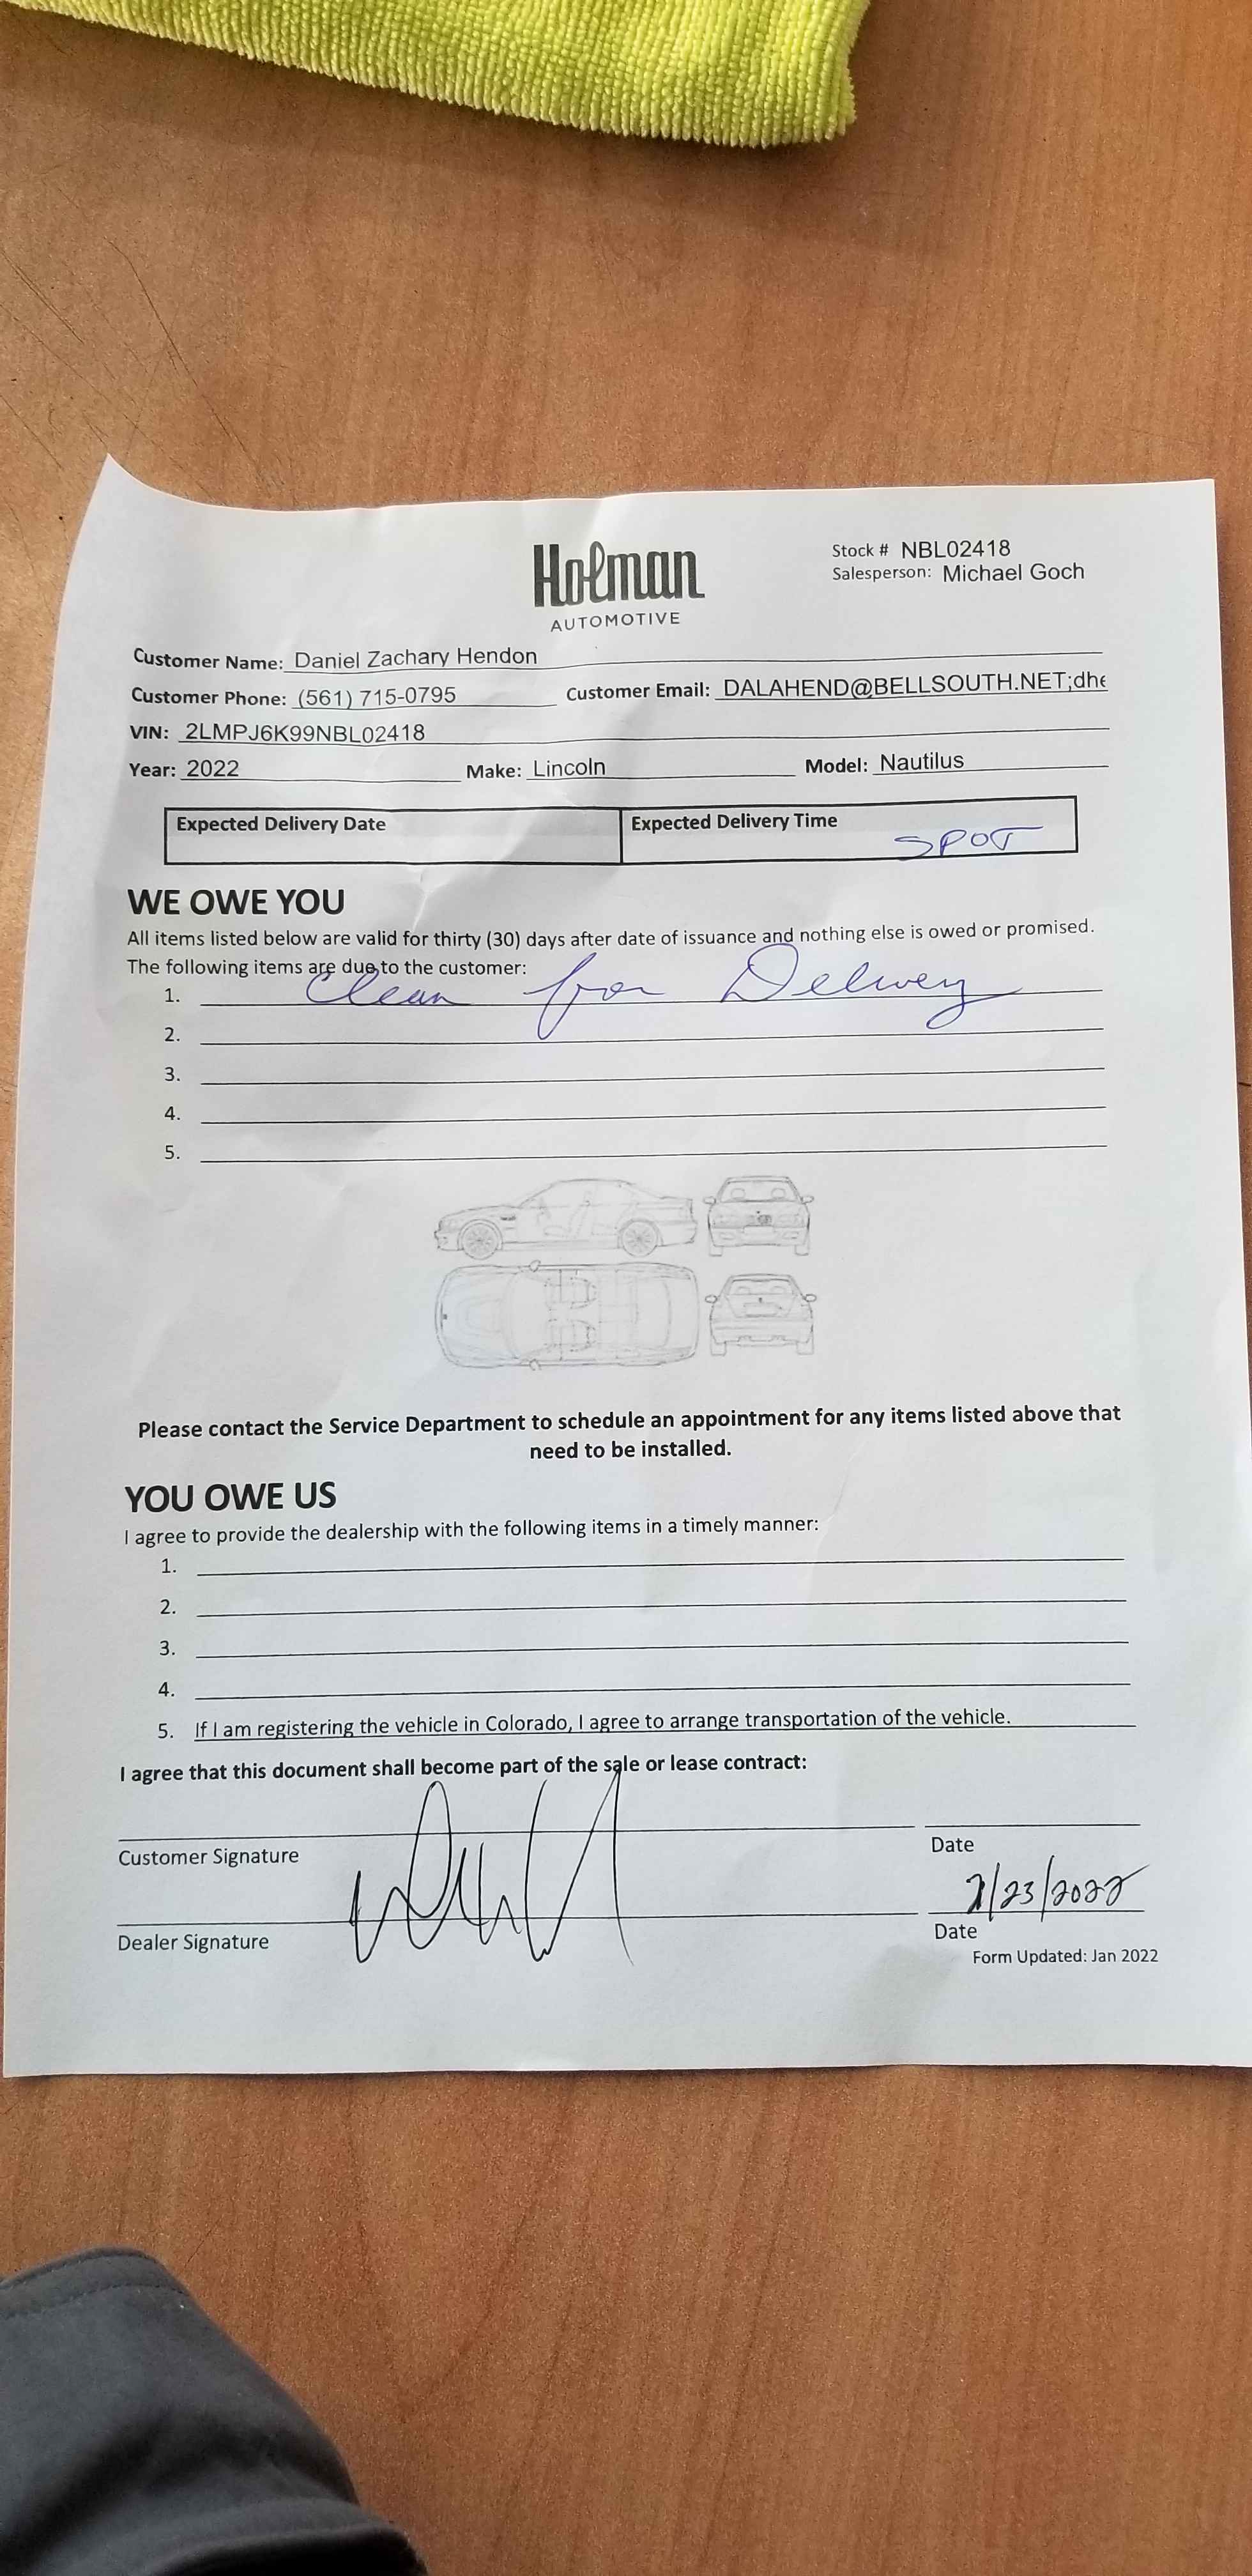 Holman
AUTOMOTIVE
Stock # NBL02418
Salesperson: Michael Goch
Customer Name: Daniel Zachary Hendon
Customer Phone: (561) 715-0795 Customer Email: DALAHEND@BELLSOUTH.NET;dhe
VIN: 2LMPJ6K99NBL02418
Year: 2022 Make: Lincoln Model: Nautilus
Expected Delivery Date Expected Delivery Time
SPOT
WE OWE YOU
All items listed below are valid for thirty (30) days after date of issuance and nothing else is owed or promised.
The following items are due to the customer:
1. Clean for Delivery
2.
3.
4.
5.
Please contact the Service Department to schedule an appointment for any items listed above that
need to be installed.
YOU OWE US
I agree to provide the dealership with the following items in a timely manner:
1.
2.
3.
4.
5. If I am registering the vehicle in Colorado, I agree to arrange transportation of the vehicle.
I agree that this document shall become part of the sale or lease contract:
Customer Signature Date
/23/2022
Dealer Signature Date
Form Updated: Jan 2022